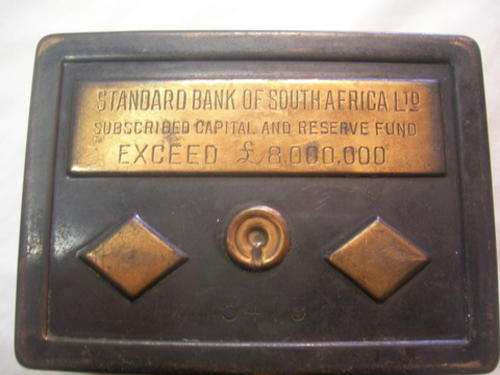 STANDARD BANK OF SOUTH AFRICA LTD
SUBSCRIBED CAPITAL AND RESERVE FUND
EXCEED £8,000,000